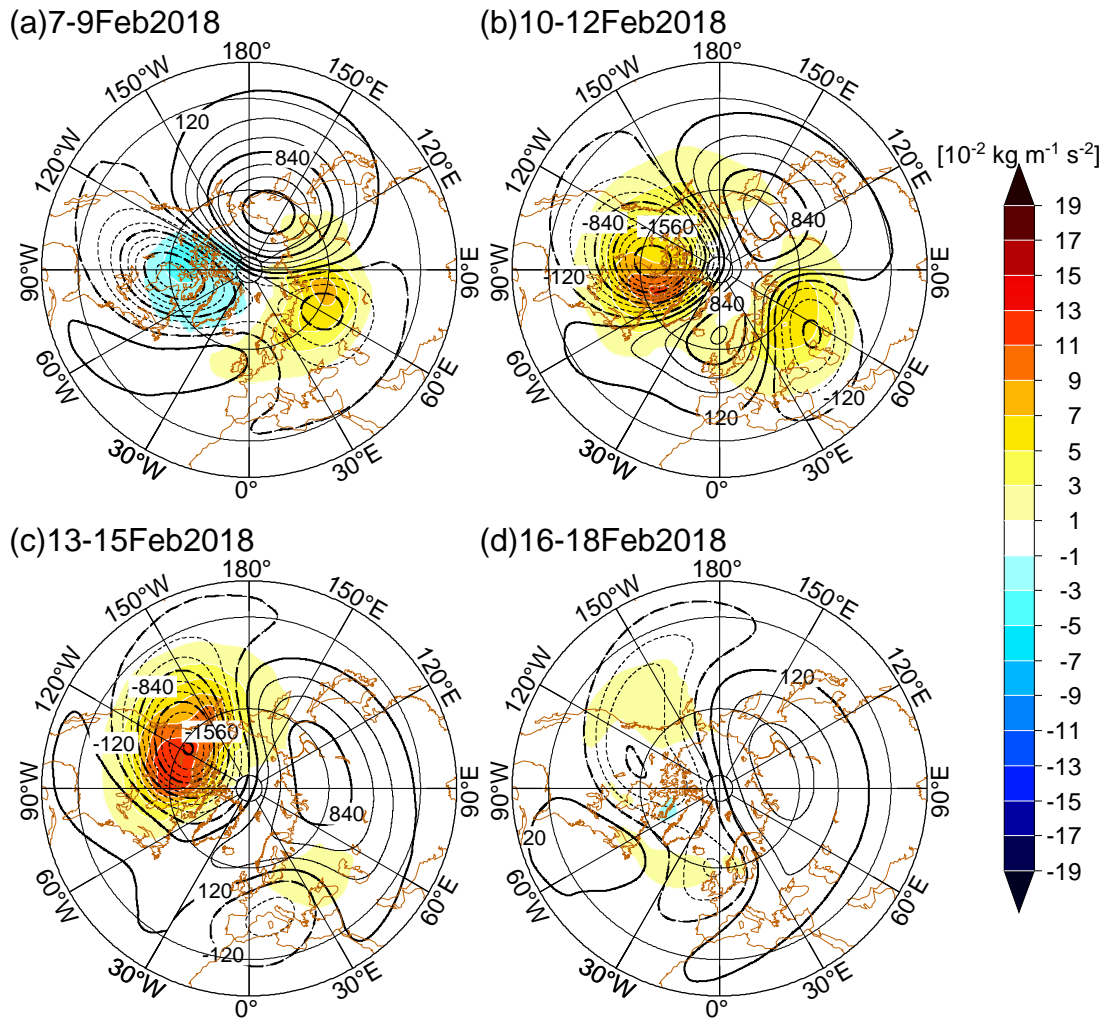 (a)7-9Feb2018
180°
150°W
150°E
120°W
120°E
90°W
90°E
60°W
60°E
30°W
30°E
0°
120
840
(b)10-12Feb2018
180°
150°W
150°E
120°W
120°E
90°W
90°E
60°W
60°E
30°W
30°E
0°
-840
-1560
840
-120
840
120
-120
[10-2 kg m-1 s-2]
19
17
15
13
11
9
7
5
3
1
-1
-3
-5
-7
-9
-11
-13
-15
-17
-19
(c)13-15Feb2018
180°
150°W
150°E
120°W
120°E
90°W
90°E
60°W
60°E
30°W
30°E
0°
-840
-120
-1560
840
120
-120
(d)16-18Feb2018
180°
150°W
150°E
120°W
120°E
90°W
90°E
60°W
60°E
30°W
30°E
0°
120
20